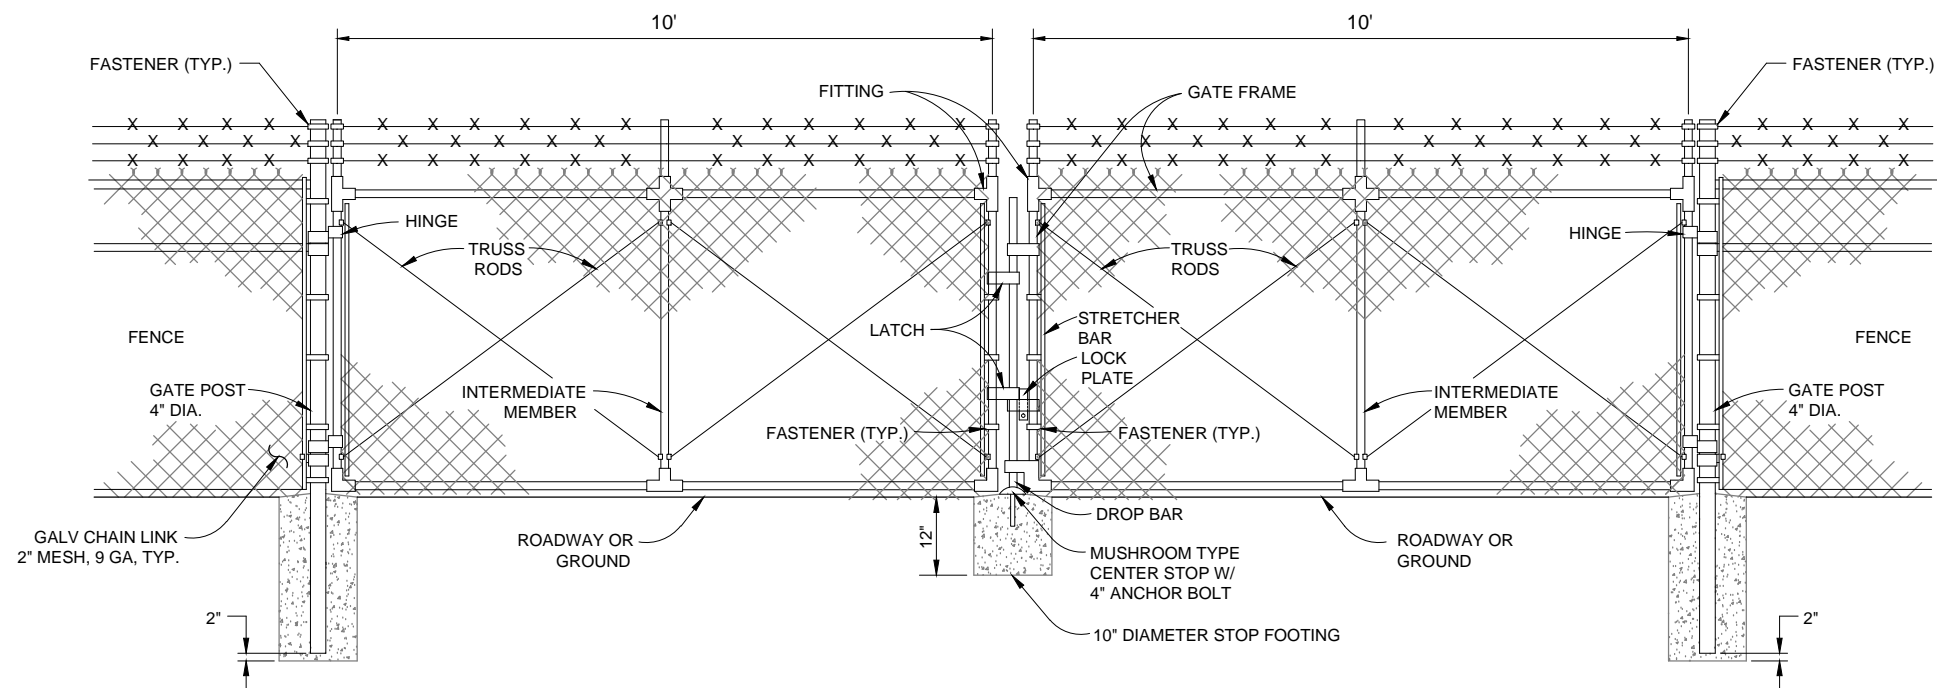 10'
10'
FASTENER (TYP.)
FASTENER (TYP.)
FITTING
GATE FRAME
X X X X X X X X X X X X X X X X X X X X X X X X X X X X
X X X X X X X X X X X X X X X X X X X X X X X X
X X X X X X X X X X X X X X X X X X X X X X X X X X X X
HINGE
HINGE
TRUSS
RODS
TRUSS
RODS
STRETCHER
BAR
LATCH
LOCK
PLATE
FENCE
FENCE
GATE POST
4" DIA.
INTERMEDIATE
MEMBER
INTERMEDIATE
MEMBER
GATE POST
4" DIA.
FASTENER (TYP.)
FASTENER (TYP.)
GALV CHAIN LINK
2" MESH, 9 GA, TYP.
ROADWAY OR
GROUND
12"
DROP BAR
ROADWAY OR
GROUND
MUSHROOM TYPE
CENTER STOP W/
4" ANCHOR BOLT
10" DIAMETER STOP FOOTING
2"
2"